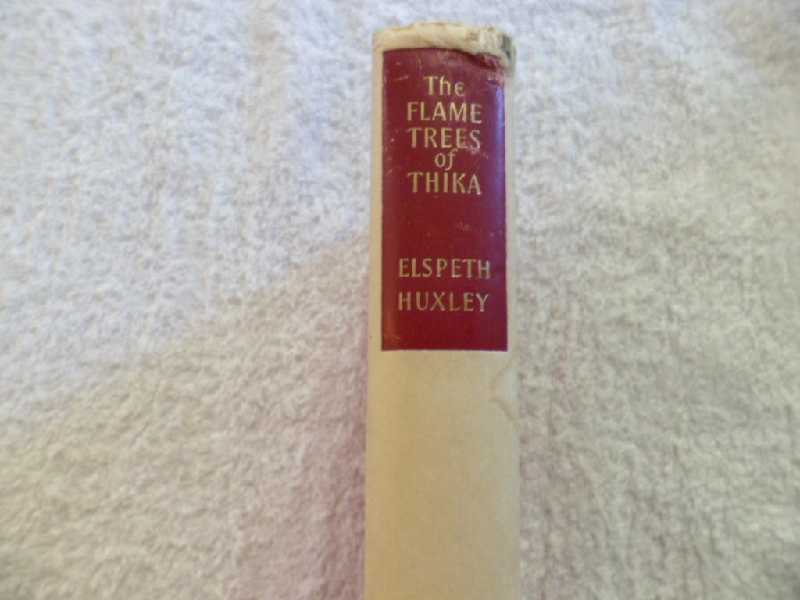 The
FLAME
TREES
of
THIKA
ELSPETH
HUXLEY